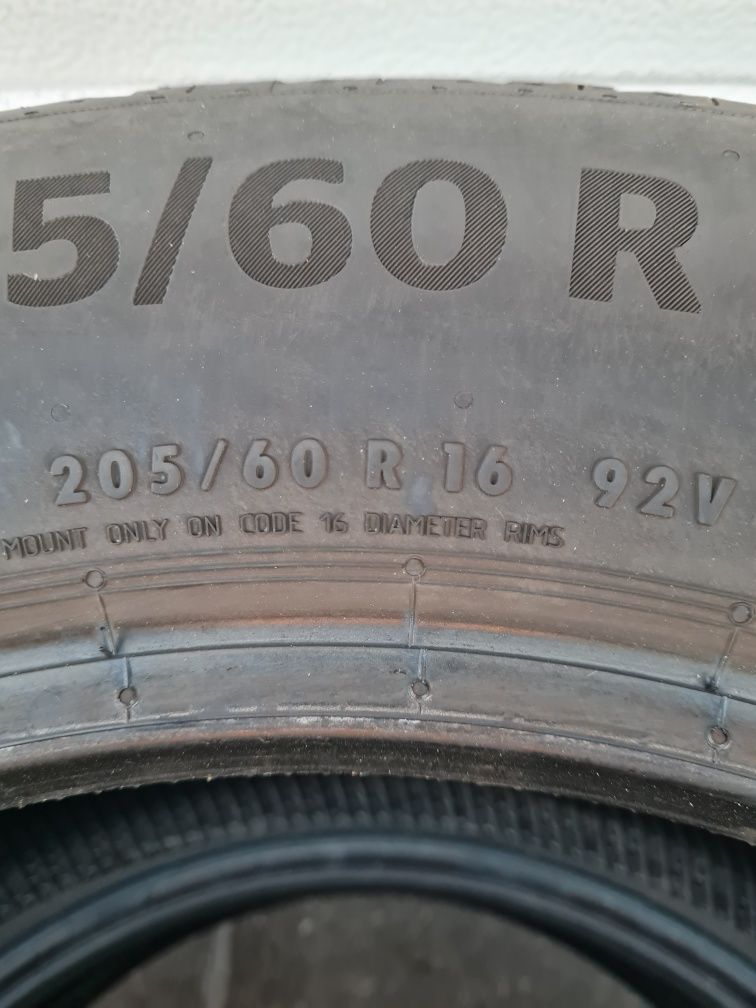 5/60 R
205/60 R 16 92V
MOUNT ONLY ON CODE 16 DIAMETER RIMS